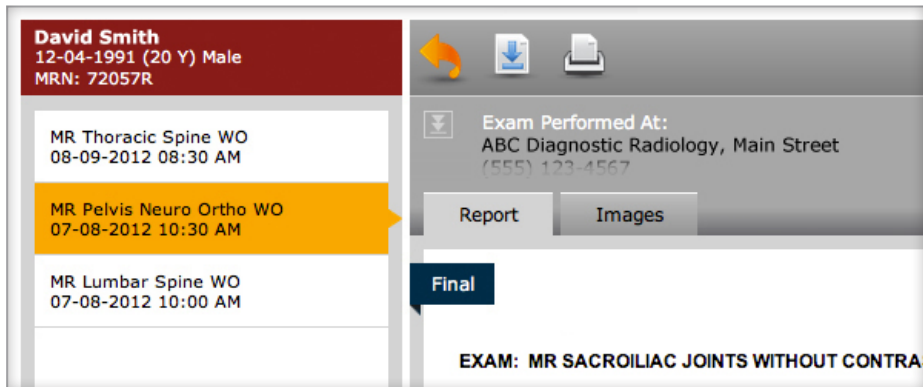 David Smith
12-04-1991 (20 Y) Male
MRN: 72057R
MR Thoracic Spine WO
08-09-2012 08:30 AM
MR Pelvis Neuro Ortho WO
07-08-2012 10:30 AM
MR Lumbar Spine WO
07-08-2012 10:00 AM
Exam Performed At:
ABC Diagnostic Radiology, Main Street
(555) 123-4567
Report
Images
Final
EXAM: MR SACROILIAC JOINTS WITHOUT CONTRA